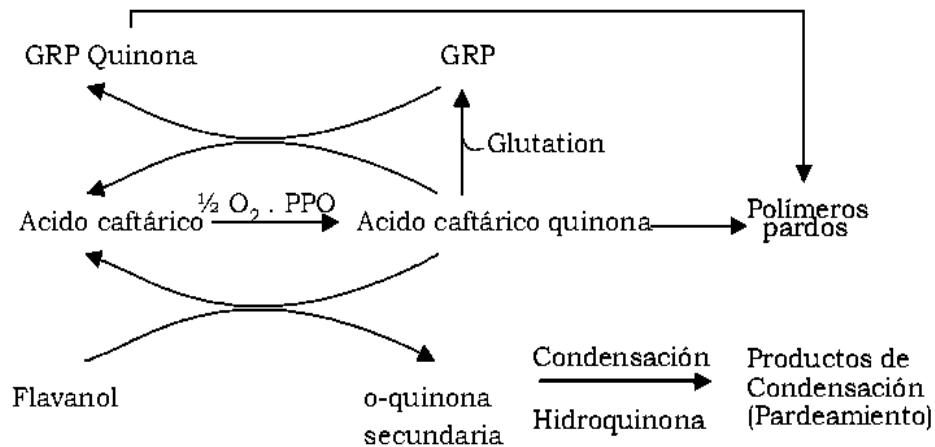 GRP Quinona
GRP
Glutation
Acido caftárico
½ O₂ . PPO
Acido caftárico quinona
Polímeros
pardos
Flavanol
o-quinona
secundaria
Condensación
Hidroquinona
Productos de
Condensación
(Pardeamiento)